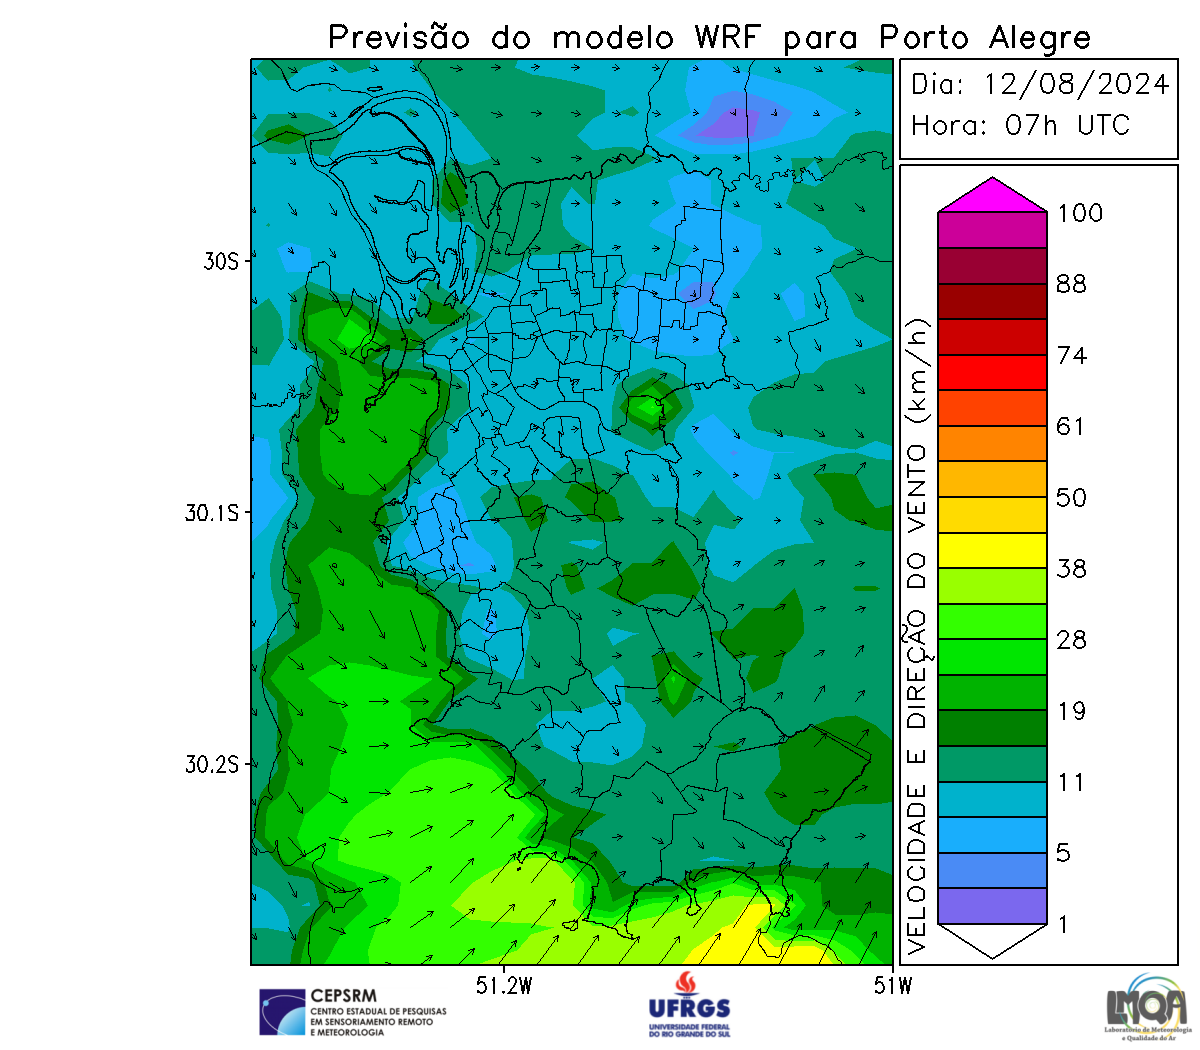 Previsão do modelo WRF para Porto Alegre
Dia: 12/08/2024
Hora: 07h UTC
100
88
74
61
50
38
28
19
11
5
1
VELOCIDADE E DIREÇÃO DO VENTO (km/h)
30S
30.1S
30.2S
51.2W
51W
CEPSRM
CENTRO ESTADUAL DE PESQUISAS
EM SENSORIAMENTO REMOTO
E METEOROLOGIA
UFRGS
UNIVERSIDADE FEDERAL
DO RIO GRANDE DO SUL
LMQA
Laboratório de Meteorologia
e Qualidade do Ar